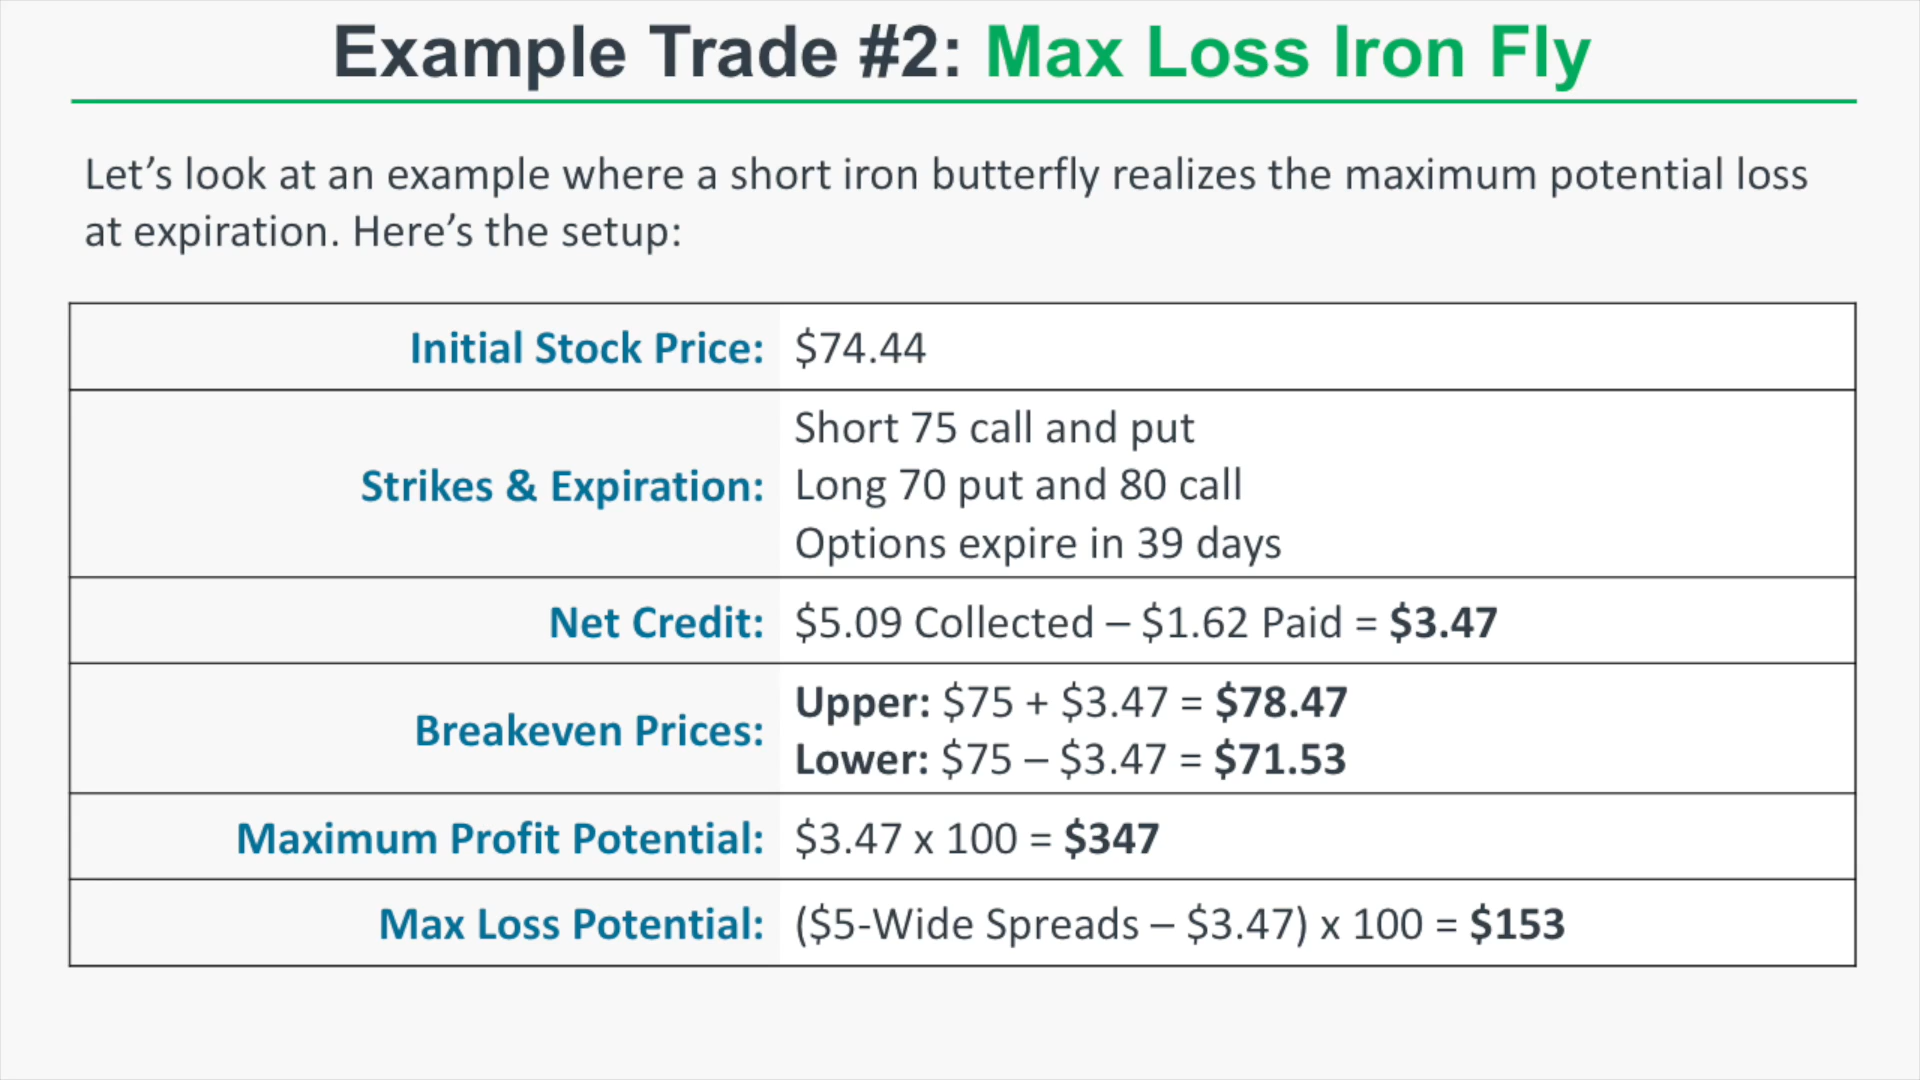 Example Trade #2: Max Loss Iron Fly
Let’s look at an example where a short iron butterfly realizes the maximum potential loss
at expiration. Here’s the setup:
Initial Stock Price: $74.44
Strikes & Expiration: Short 75 call and put
Long 70 put and 80 call
Options expire in 39 days
Net Credit: $5.09 Collected – $1.62 Paid = $3.47
Breakeven Prices: Upper: $75 + $3.47 = $78.47
Lower: $75 – $3.47 = $71.53
Maximum Profit Potential: $3.47 x 100 = $347
Max Loss Potential: ($5-Wide Spreads – $3.47) x 100 = $153